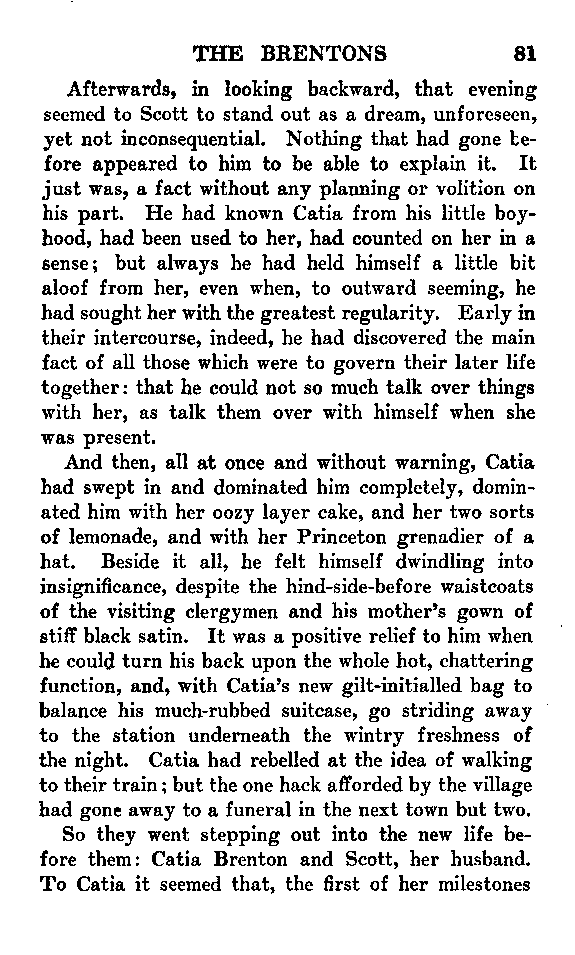 THE BRENTONS 81
Afterwards, in looking backward, that evening
seemed to Scott to stand out as a dream, unforeseen,
yet not inconsequential. Nothing that had gone be-
fore appeared to him to be able to explain it. It
just was, a fact without any planning or volition on
his part. He had known Catia from his little boy-
hood, had been used to her, had counted on her in a
sense; but always he had held himself a little bit
aloof from her, even when, to outward seeming, he
had sought her with the greatest regularity. Early in
their intercourse, indeed, he had discovered the main
fact of all those which were to govern their later life
together: that he could not so much talk over things
with her, as talk them over with himself when she
was present.
And then, all at once and without warning, Catia
had swept in and dominated him completely, domin-
ated him with her oozy layer cake, and her two sorts
of lemonade, and with her Princeton grenadier of a
hat. Beside it all, he felt himself dwindling into
insignificance, despite the hind-side-before waistcoats
of the visiting clergymen and his mother's gown of
stiff black satin. It was a positive relief to him when
he could turn his back upon the whole hot, chattering
function, and, with Catia's new gilt-initialled bag to
balance his much-rubbed suitcase, go striding away
to the station underneath the wintry freshness of
the night. Catia had rebelled at the idea of walking
to their train; but the one hack afforded by the village
had gone away to a funeral in the next town but two.
So they went stepping out into the new life be-
fore them: Catia Brenton and Scott, her husband.
To Catia it seemed that, the first of her milestones